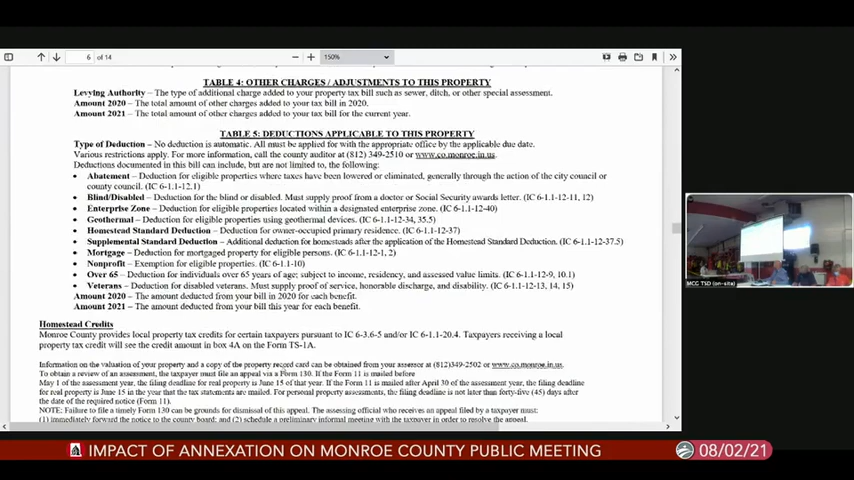 6 of 14
150%
TABLE 4: OTHER CHARGES / ADJUSTMENTS TO THIS PROPERTY
Levying Authority – The type of additional charge added to your property tax bill such as sewer, ditch, or other special assessment.
Amount 2020 – The total amount of other charges added to your tax bill in 2020.
Amount 2021 – The total amount of other charges added to your tax bill for the current year.
TABLE 5: DEDUCTIONS APPLICABLE TO THIS PROPERTY
Type of Deduction – No deduction is automatic. All must be applied for with the appropriate office by the applicable due date.
Various restrictions apply. For more information, call the county auditor at (812) 349-2510 or www.co.monroe.in.us.
Deductions documented in this bill can include, but are not limited to, the following:
• Abatement – Deduction for eligible properties where taxes have been lowered or eliminated, generally through the action of the city council or
county council. (IC 6-1.1-12.1)
• Blind/Disabled – Deduction for the blind or disabled. Must supply proof from a doctor or Social Security awards letter. (IC 6-1.1-12-11, 12)
• Enterprise Zone – Deduction for eligible properties located within a designated enterprise zone. (IC 6-1.1-12-40)
• Geothermal – Deduction for eligible properties using geothermal devices. (IC 6-1.1-12-34, 35.5)
• Homestead Standard Deduction – Deduction for owner-occupied primary residence. (IC 6-1.1-12-37)
• Supplemental Standard Deduction – Additional deduction for homesteads after the application of the Homestead Standard Deduction. (IC 6-1.1-12-37.5)
• Mortgage – Deduction for mortgaged property for eligible persons. (IC 6-1.1-12-1, 2)
• Nonprofit – Exemption for eligible properties. (IC 6-1.1-10)
• Over 65 – Deduction for individuals over 65 years of age; subject to income, residency, and assessed value limits. (IC 6-1.1-12-9, 10.1)
• Veterans – Deduction for disabled veterans. Must supply proof of service, honorable discharge, and disability. (IC 6-1.1-12-13, 14, 15)
Amount 2020 – The amount deducted from your bill in 2020 for each benefit.
Amount 2021 – The amount deducted from your bill this year for each benefit.
Homestead Credits
Monroe County provides local property tax credits for certain taxpayers pursuant to IC 6-3.6-5 and/or IC 6-1.1-20.4. Taxpayers receiving a local
property tax credit will see the credit amount in box 4A on the Form TS-1A.
Information on the valuation of your property and a copy of the property record card can be obtained from your assessor at (812)349-2502 or www.co.monroe.in.us.
To obtain a review of an assessment, the taxpayer must file an appeal via a Form 130. If the Form 11 is mailed before
May 1 of the assessment year, the filing deadline for real property is June 15 of that year. If the Form 11 is mailed after April 30 of the assessment year, the filing deadline
for real property is June 15 in the year that the tax statements are mailed. For personal property assessments, the filing deadline is not later than forty-five (45) days after
the date of the required notice (Form 11).
NOTE: Failure to file a timely Form 130 can be grounds for dismissal of this appeal. The assessing official who receives an appeal filed by a taxpayer must:
(1) immediately forward the notice to the county board; and (2) schedule a preliminary informal meeting with the taxpayer in order to resolve the appeal.
MCC TSD (on-site)
IMPACT OF ANNEXATION ON MONROE COUNTY PUBLIC MEETING
08/02/21